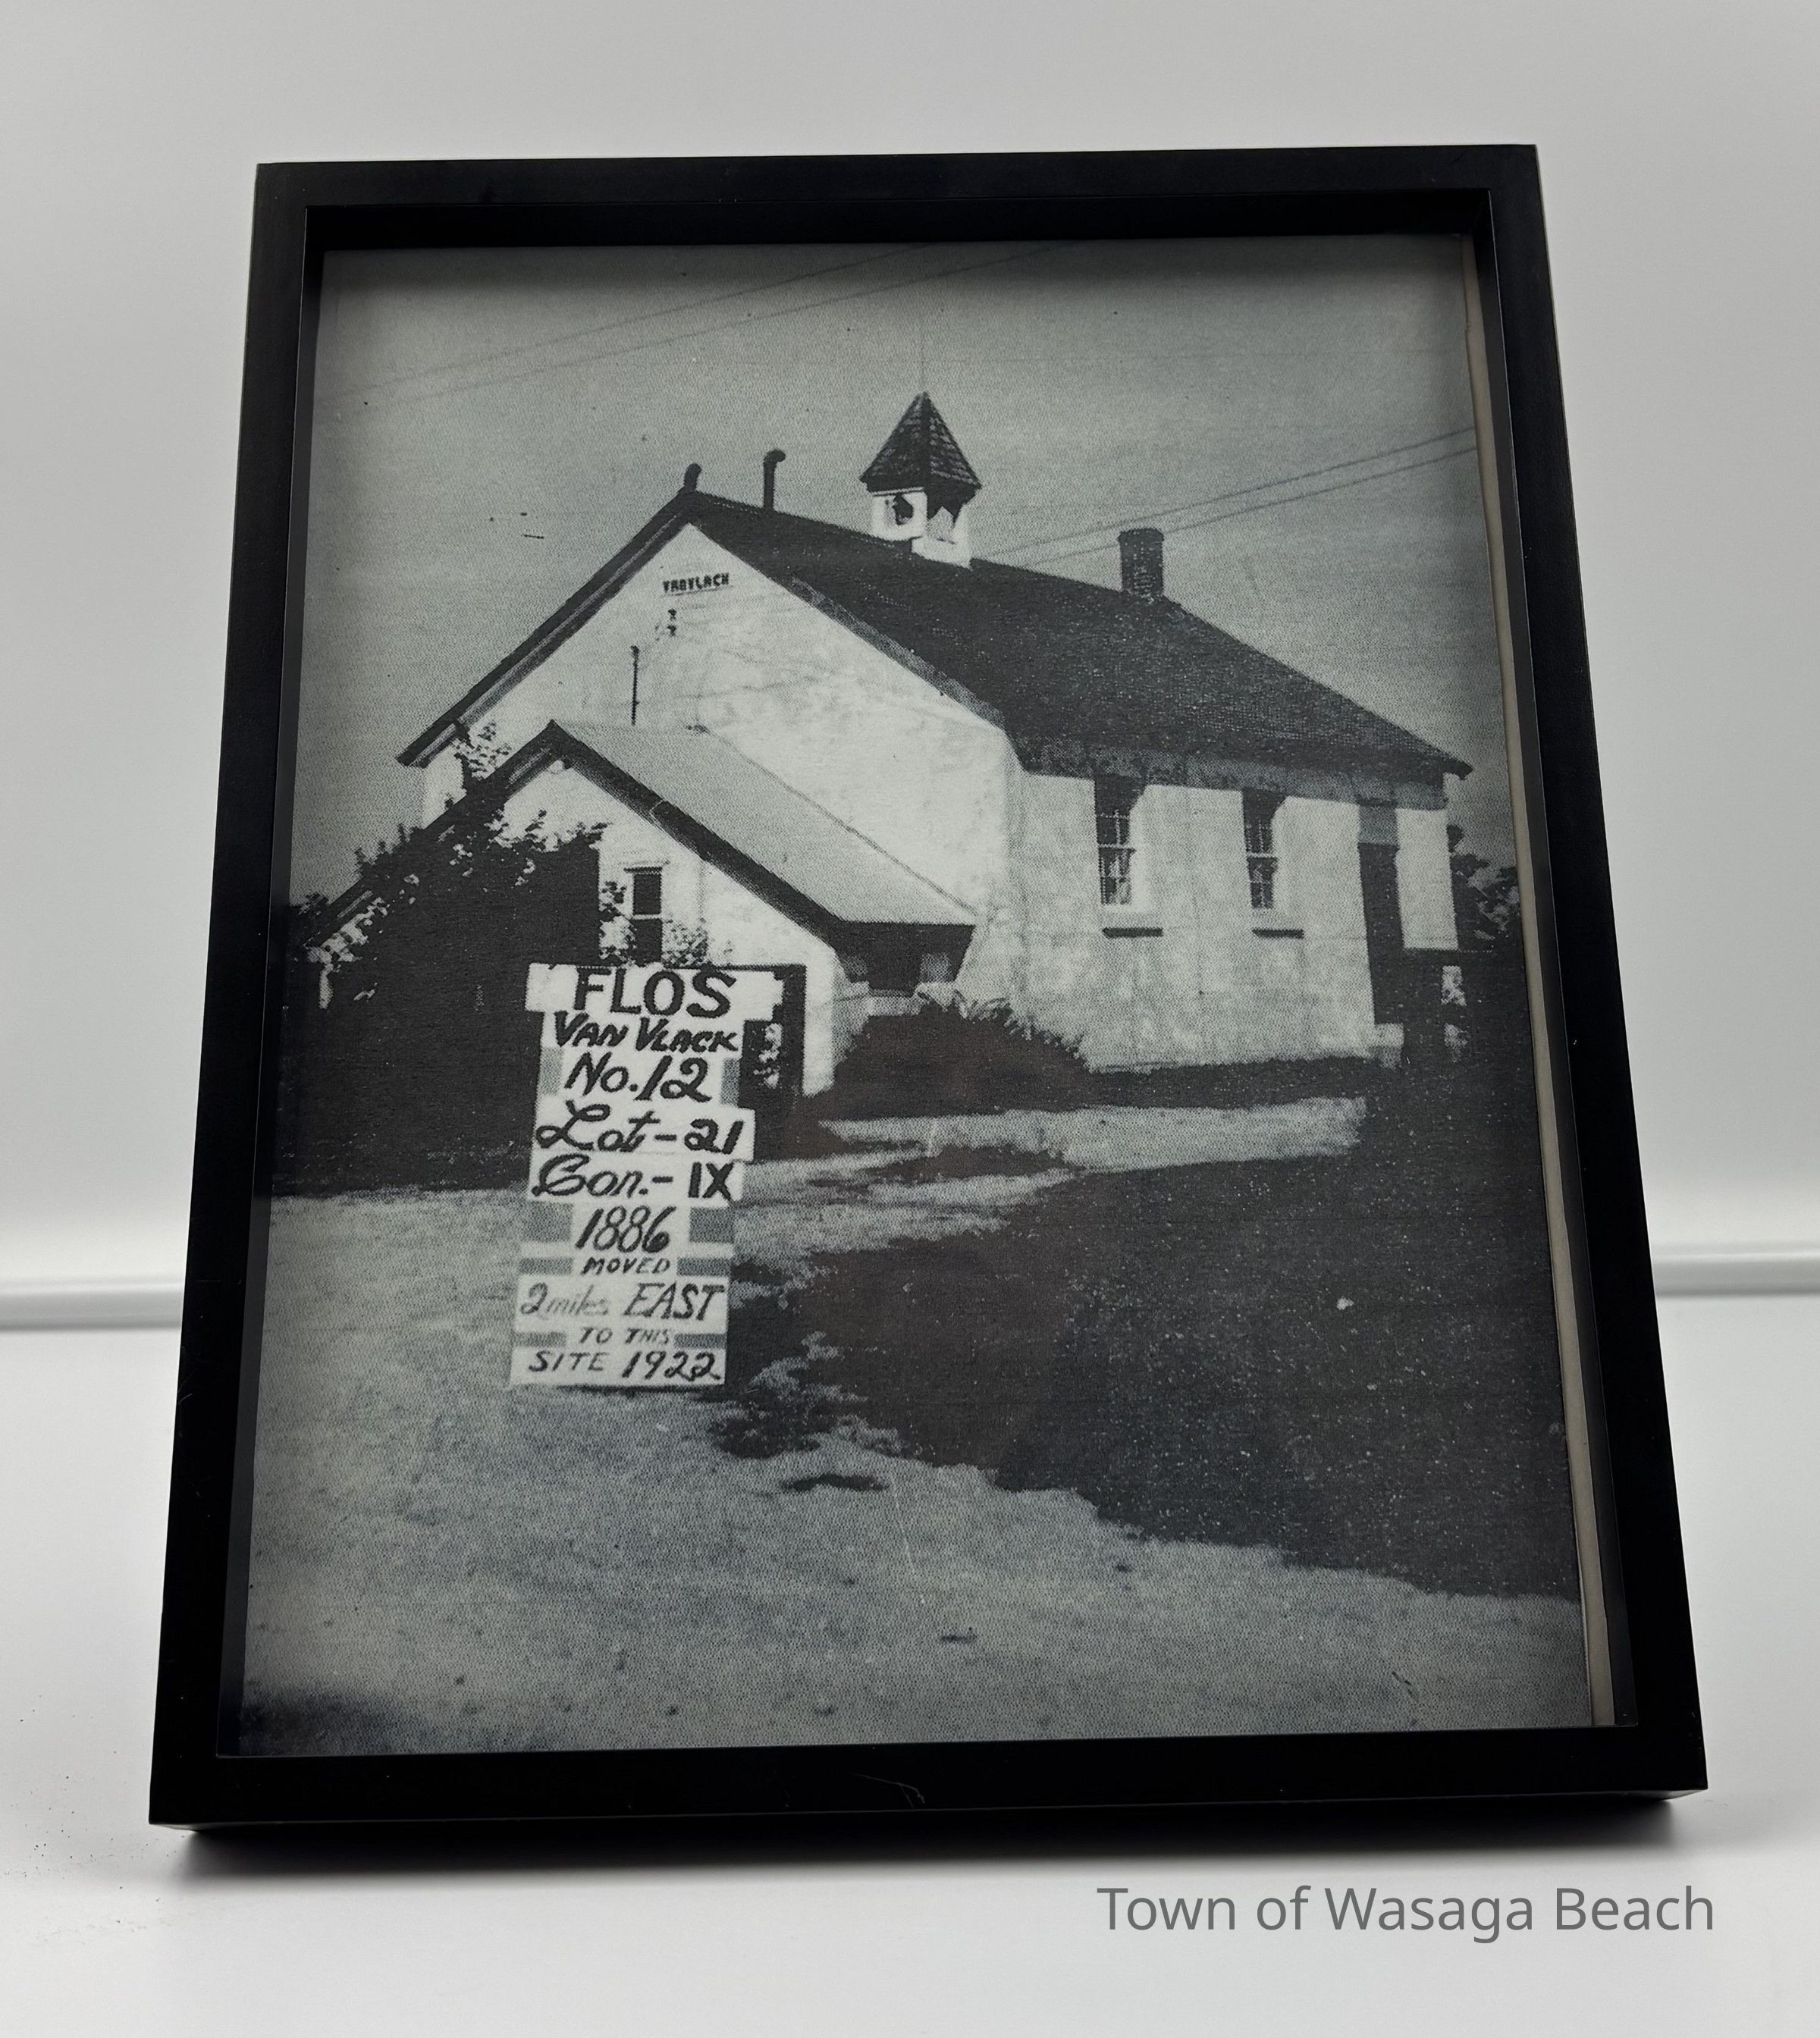 VANVLACK
FLOS
VAN VLACK
No. 12
Lot - 21
Con. - IX
1886
MOVED
2 miles EAST
TO THIS
SITE 1922
Town of Wasaga Beach